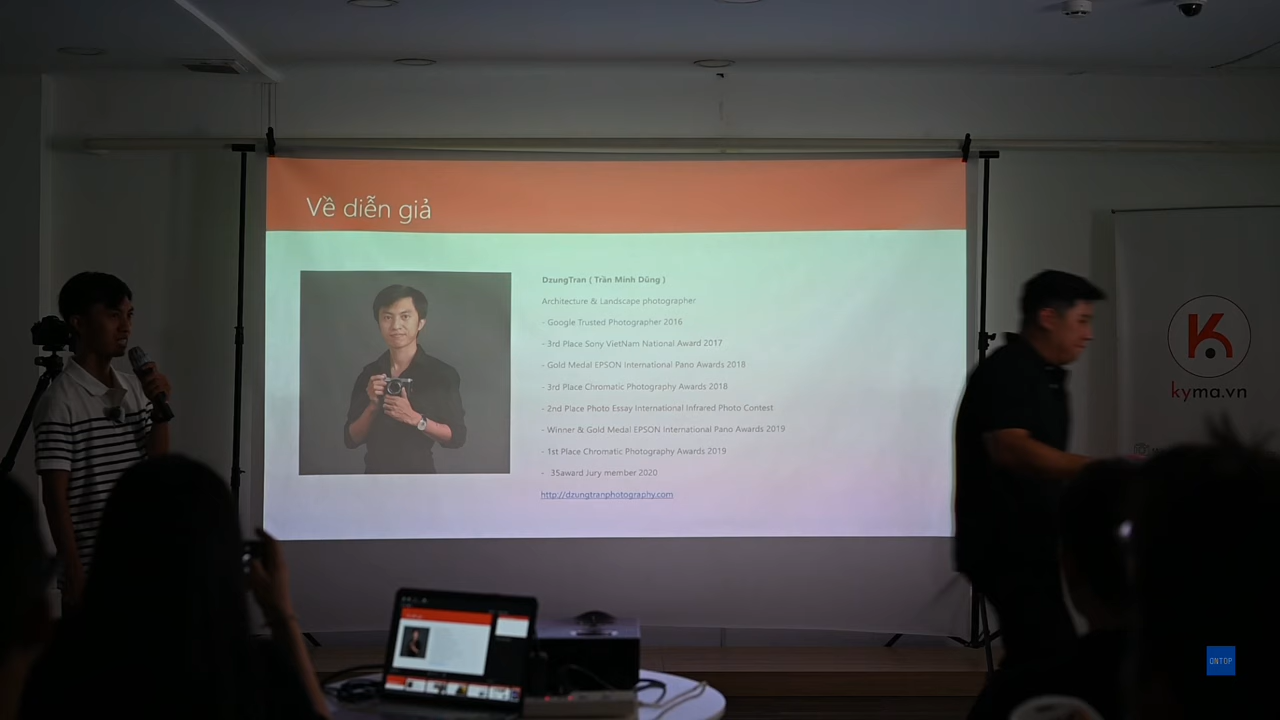 Về diễn giả
DzungTran ( Trần Minh Dũng )
Architecture & Landscape photographer
- Google Trusted Photographer 2016
- 3rd Place Sony VietNam National Award 2017
- Gold Medal EPSON International Pano Awards 2018
- 3rd Place Chromatic Photography Awards 2018
- 2nd Place Photo Essay International Infrared Photo Contest
- Winner & Gold Medal EPSON International Pano Awards 2019
- 1st Place Chromatic Photography Awards 2019
- 35award Jury member 2020
http://dzungtranphotography.com
kyma.vn
ONTOP